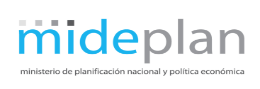 mideplan
ministerio de planificación nacional y política económica